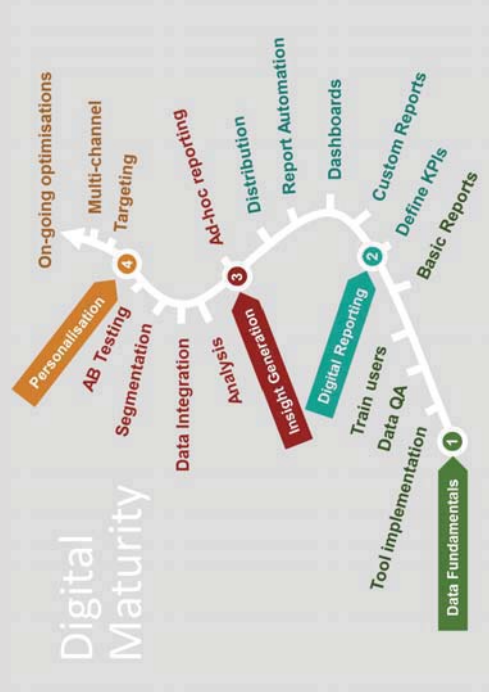 Digital
Maturity
Data Fundamentals
1
Tool implementation
Data QA
Train users
Basic Reports
Digital Reporting
2
Define KPIs
Custom Reports
Dashboards
Report Automation
Distribution
Insight Generation
3
Ad-hoc reporting
Analysis
Data Integration
Segmentation
AB Testing
Personalisation
4
Targeting
Multi-channel
On-going optimisations